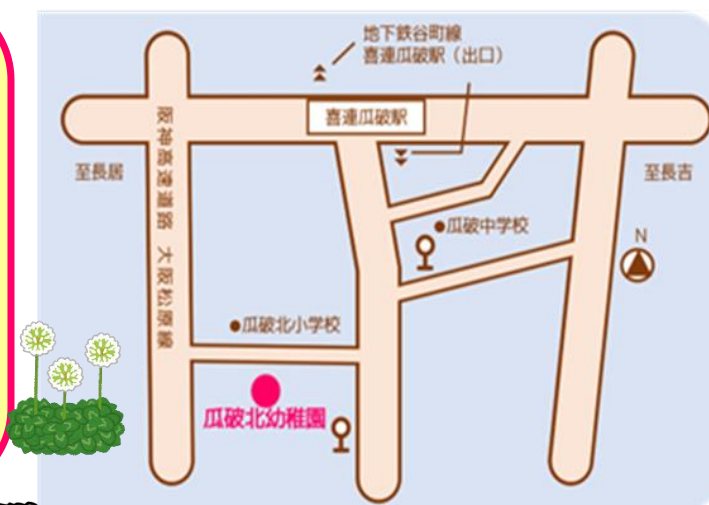 地下鉄谷町線
喜連瓜破駅（出口）
喜連瓜破駅
至長居
至長吉
阪神高速道路 大阪松原線
●瓜破中学校
N
●瓜破北小学校
瓜破北幼稚園